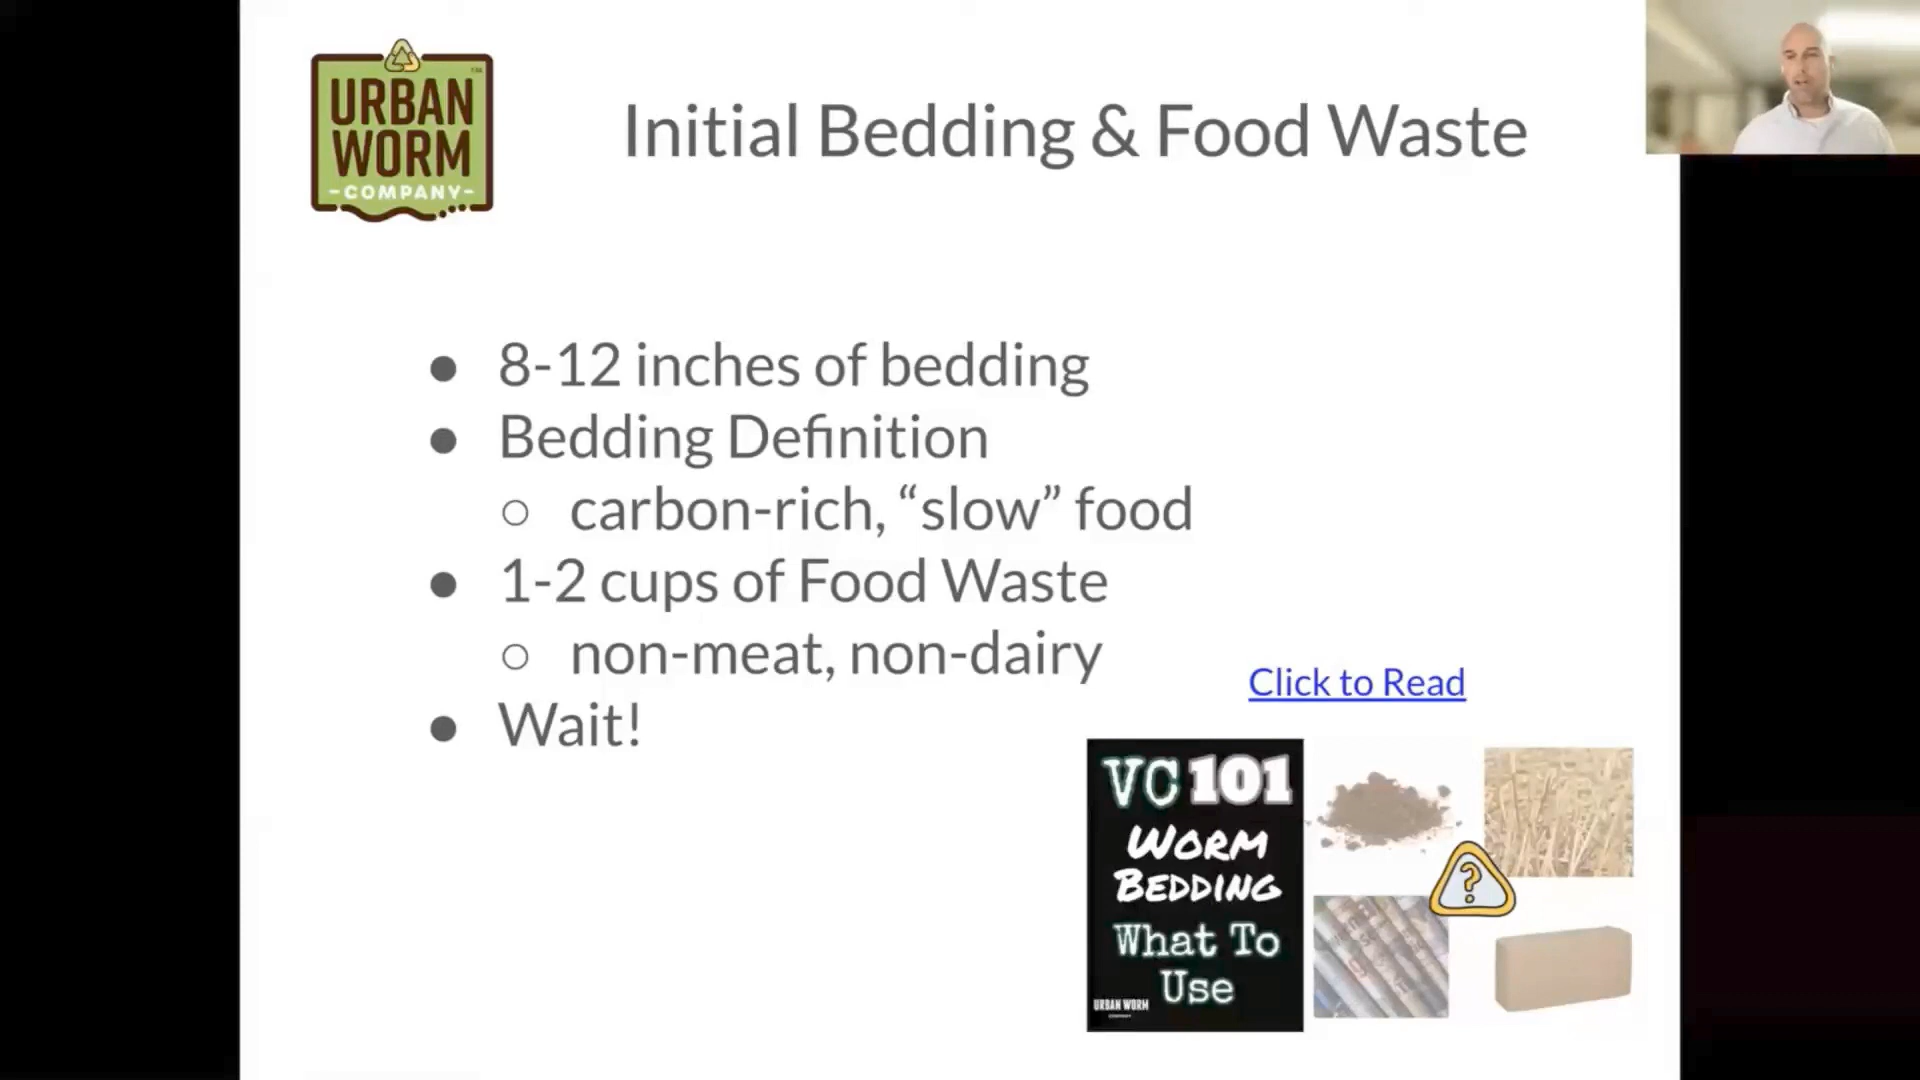 URBAN
WORM
-COMPANY-
TM
Initial Bedding & Food Waste
● 8-12 inches of bedding
● Bedding Definition
○ carbon-rich, “slow” food
● 1-2 cups of Food Waste
○ non-meat, non-dairy
● Wait!
Click to Read
VC 101
WORM
BEDDING
What To
Use
URBAN WORM
COMPANY
?